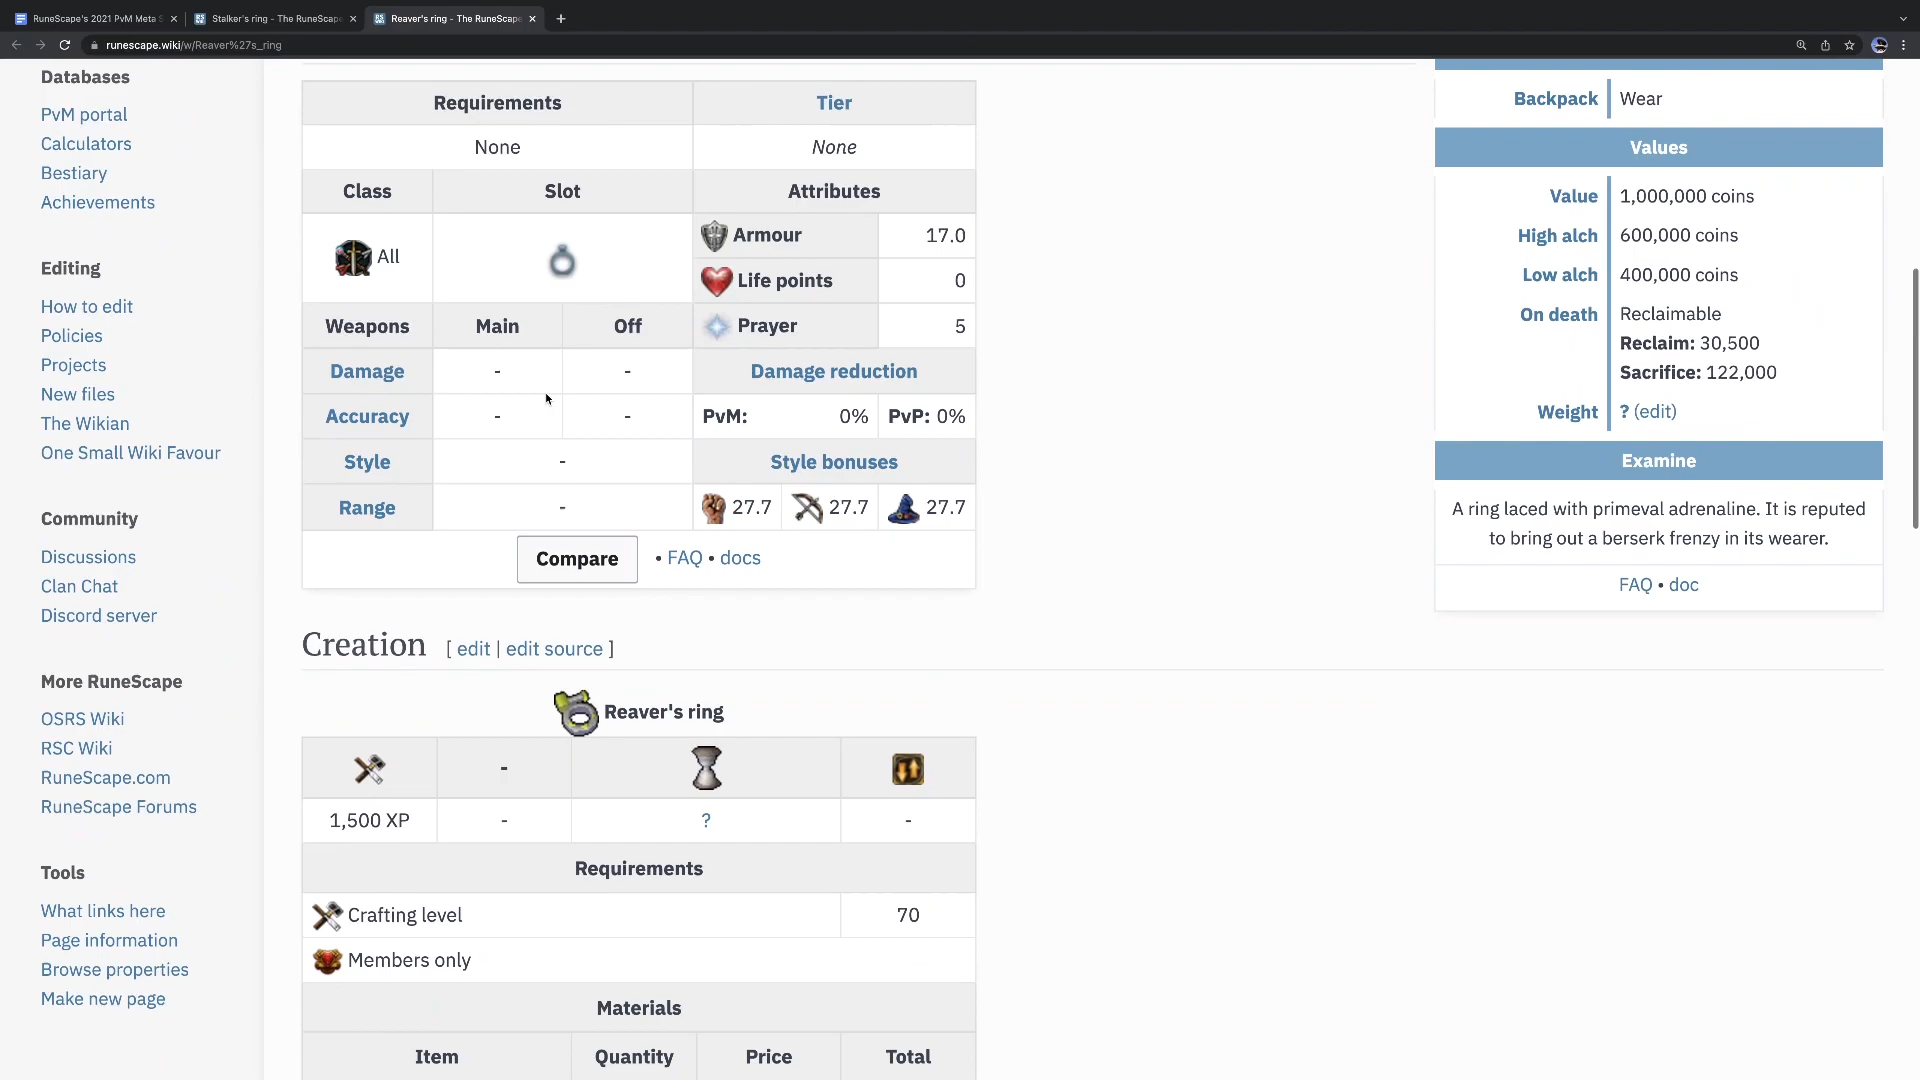 RuneScape's 2021 PvM Meta S
Stalker's ring - The RuneScape
Reaver's ring - The RuneScape
runescape.wiki/w/Reaver%27s_ring
Databases
PvM portal
Calculators
Bestiary
Achievements
Editing
How to edit
Policies
Projects
New files
The Wikian
One Small Wiki Favour
Community
Discussions
Clan Chat
Discord server
More RuneScape
OSRS Wiki
RSC Wiki
RuneScape.com
RuneScape Forums
Tools
What links here
Page information
Browse properties
Make new page
Requirements Tier
None None
Class Slot Attributes
All Armour 17.0
Life points 0
Weapons Main Off Prayer 5
Damage - - Damage reduction
Accuracy - - PvM: 0% PvP: 0%
Style - Style bonuses
Range - 27.7 27.7 27.7
Compare • FAQ • docs
Creation [ edit | edit source ]
Reaver's ring
-
1,500 XP - ? -
Requirements
Crafting level 70
Members only
Materials
Item Quantity Price Total
Backpack Wear
Values
Value 1,000,000 coins
High alch 600,000 coins
Low alch 400,000 coins
On death Reclaimable
Reclaim: 30,500
Sacrifice: 122,000
Weight ? (edit)
Examine
A ring laced with primeval adrenaline. It is reputed
to bring out a berserk frenzy in its wearer.
FAQ • doc